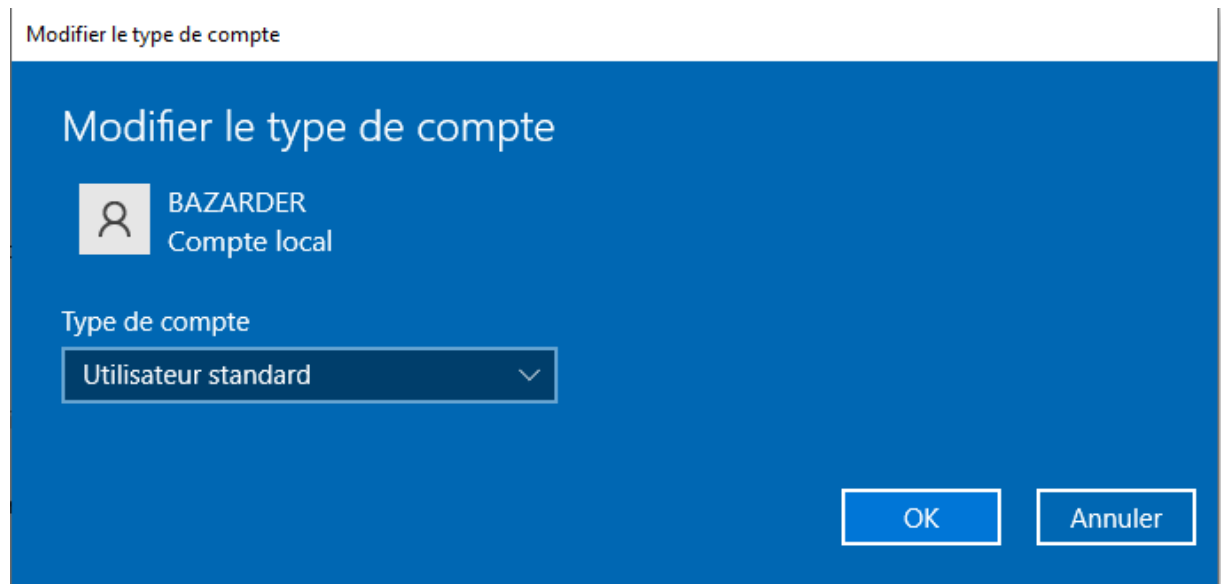 Modifier le type de compte
Modifier le type de compte
BAZARDER
Compte local
Type de compte
Utilisateur standard
OK
Annuler